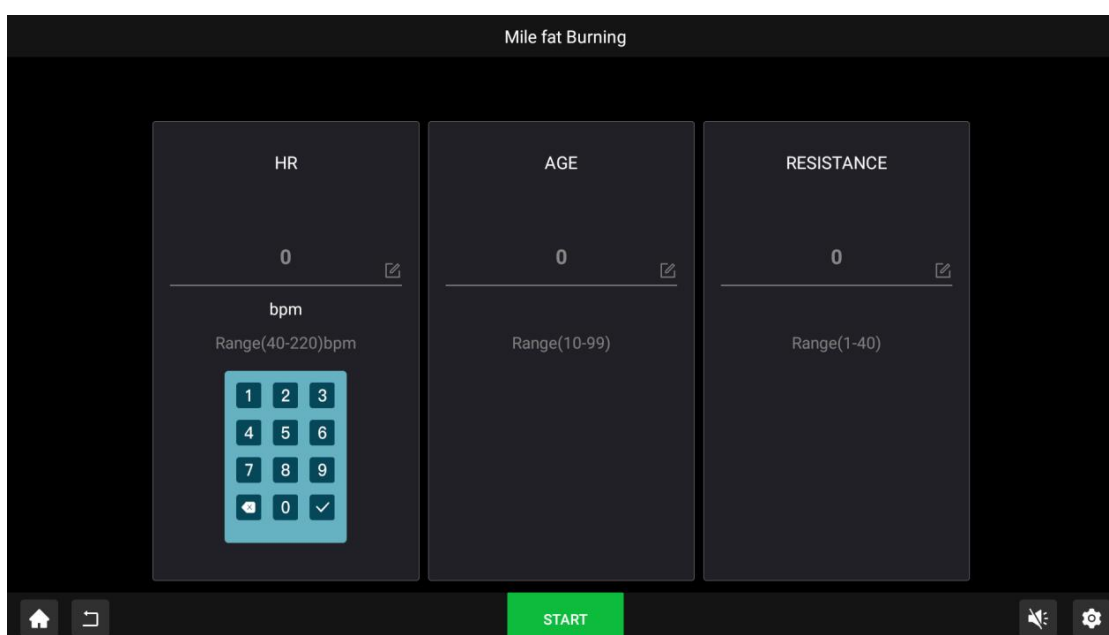 Mile fat Burning
HR
0
bpm
Range(40-220)bpm
1 2 3
4 5 6
7 8 9
0
AGE
0
Range(10-99)
RESISTANCE
0
Range(1-40)
START